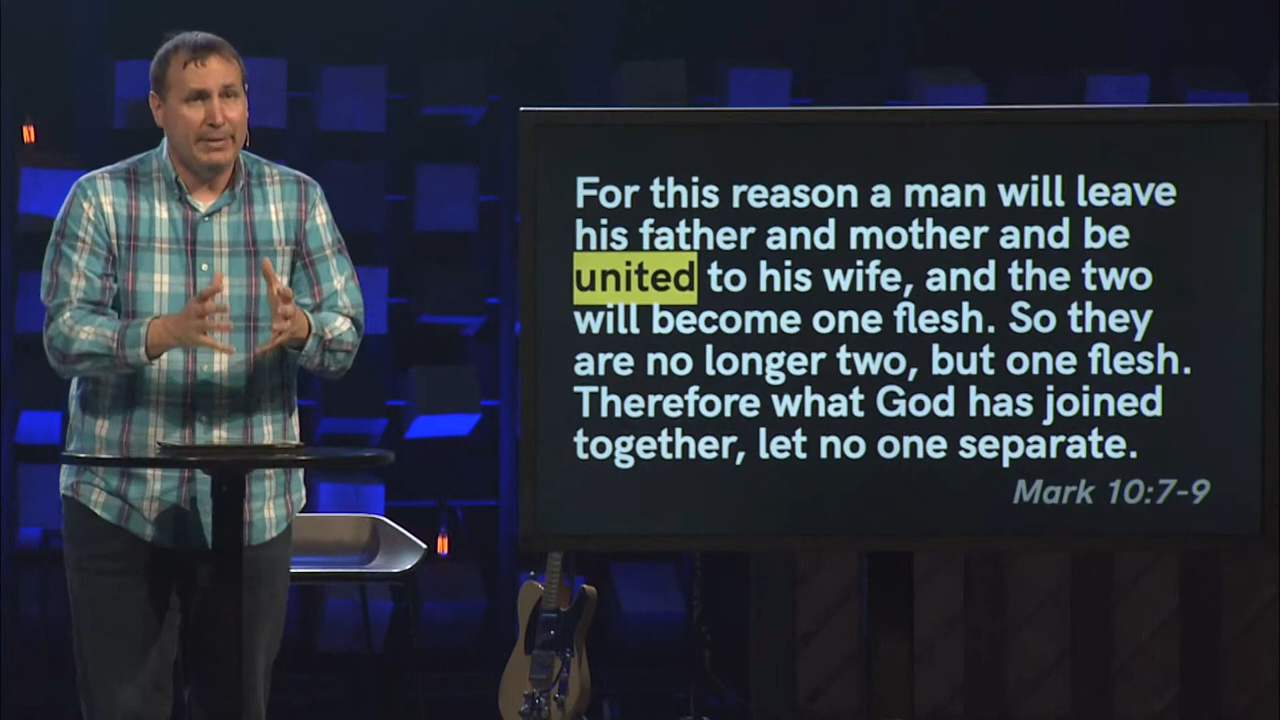 For this reason a man will leave
his father and mother and be
united to his wife, and the two
will become one flesh. So they
are no longer two, but one flesh.
Therefore what God has joined
together, let no one separate.
Mark 10:7-9